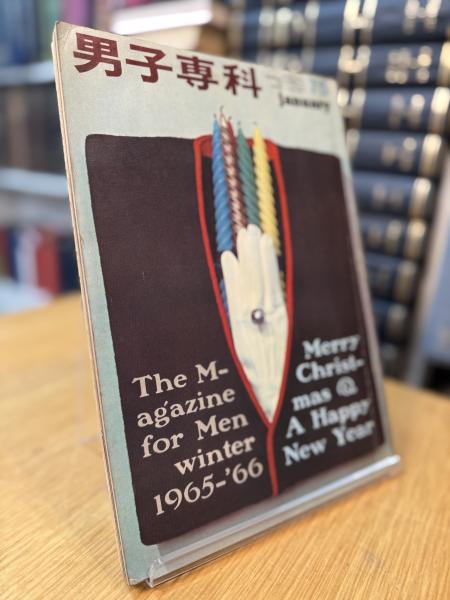 男子専科
january
The M-
agazine
for Men
winter
1965-'66
Merry
Christ-
mas @
A Happy
New Year